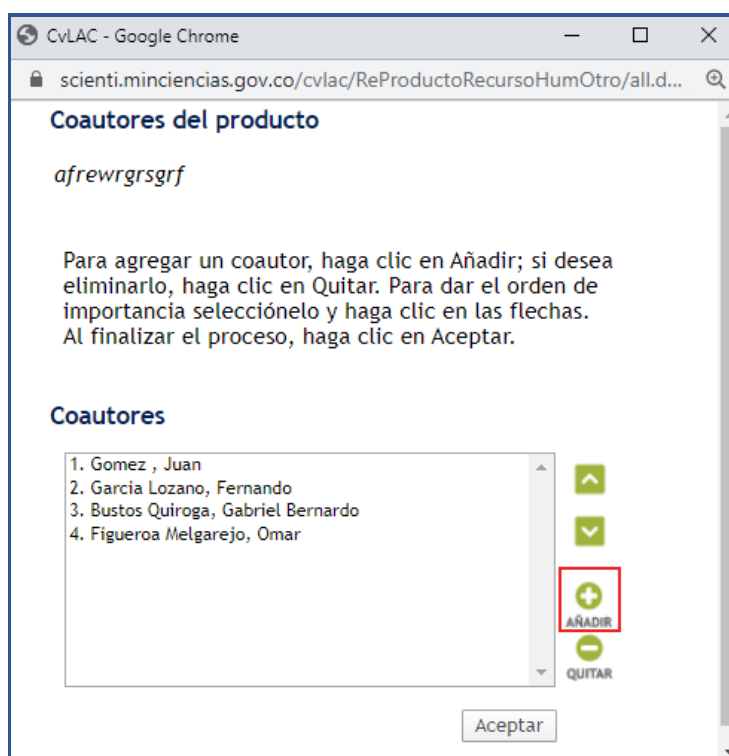 CvLAC - Google Chrome
scienti.minciencias.gov.co/cvlac/ReProductoRecursoHumOtro/all.d...
Coautores del producto
afrewrgrsgrf
Para agregar un coautor, haga clic en Añadir; si desea
eliminarlo, haga clic en Quitar. Para dar el orden de
importancia selecciónelo y haga clic en las flechas.
Al finalizar el proceso, haga clic en Aceptar.
Coautores
1. Gomez , Juan
2. Garcia Lozano, Fernando
3. Bustos Quiroga, Gabriel Bernardo
4. Figueroa Melgarejo, Omar
AÑADIR
QUITAR
Aceptar